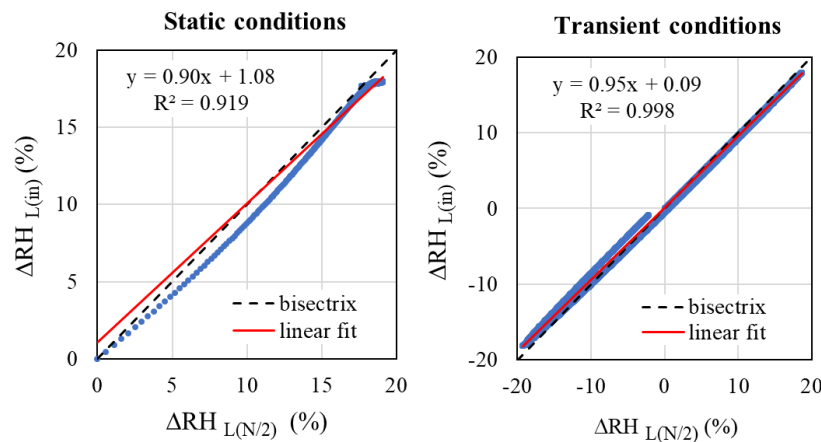 Static conditions
20
15
10
5
0
0 5 10 15 20
ΔRH L(in) (%)
ΔRH L(N/2) (%)
y = 0.90x + 1.08
R² = 0.919
bisectrix
linear fit
Transient conditions
20
10
0
-10
-20
-20 -10 0 10 20
ΔRH L(in) (%)
ΔRH L(N/2) (%)
y = 0.95x + 0.09
R² = 0.998
bisectrix
linear fit